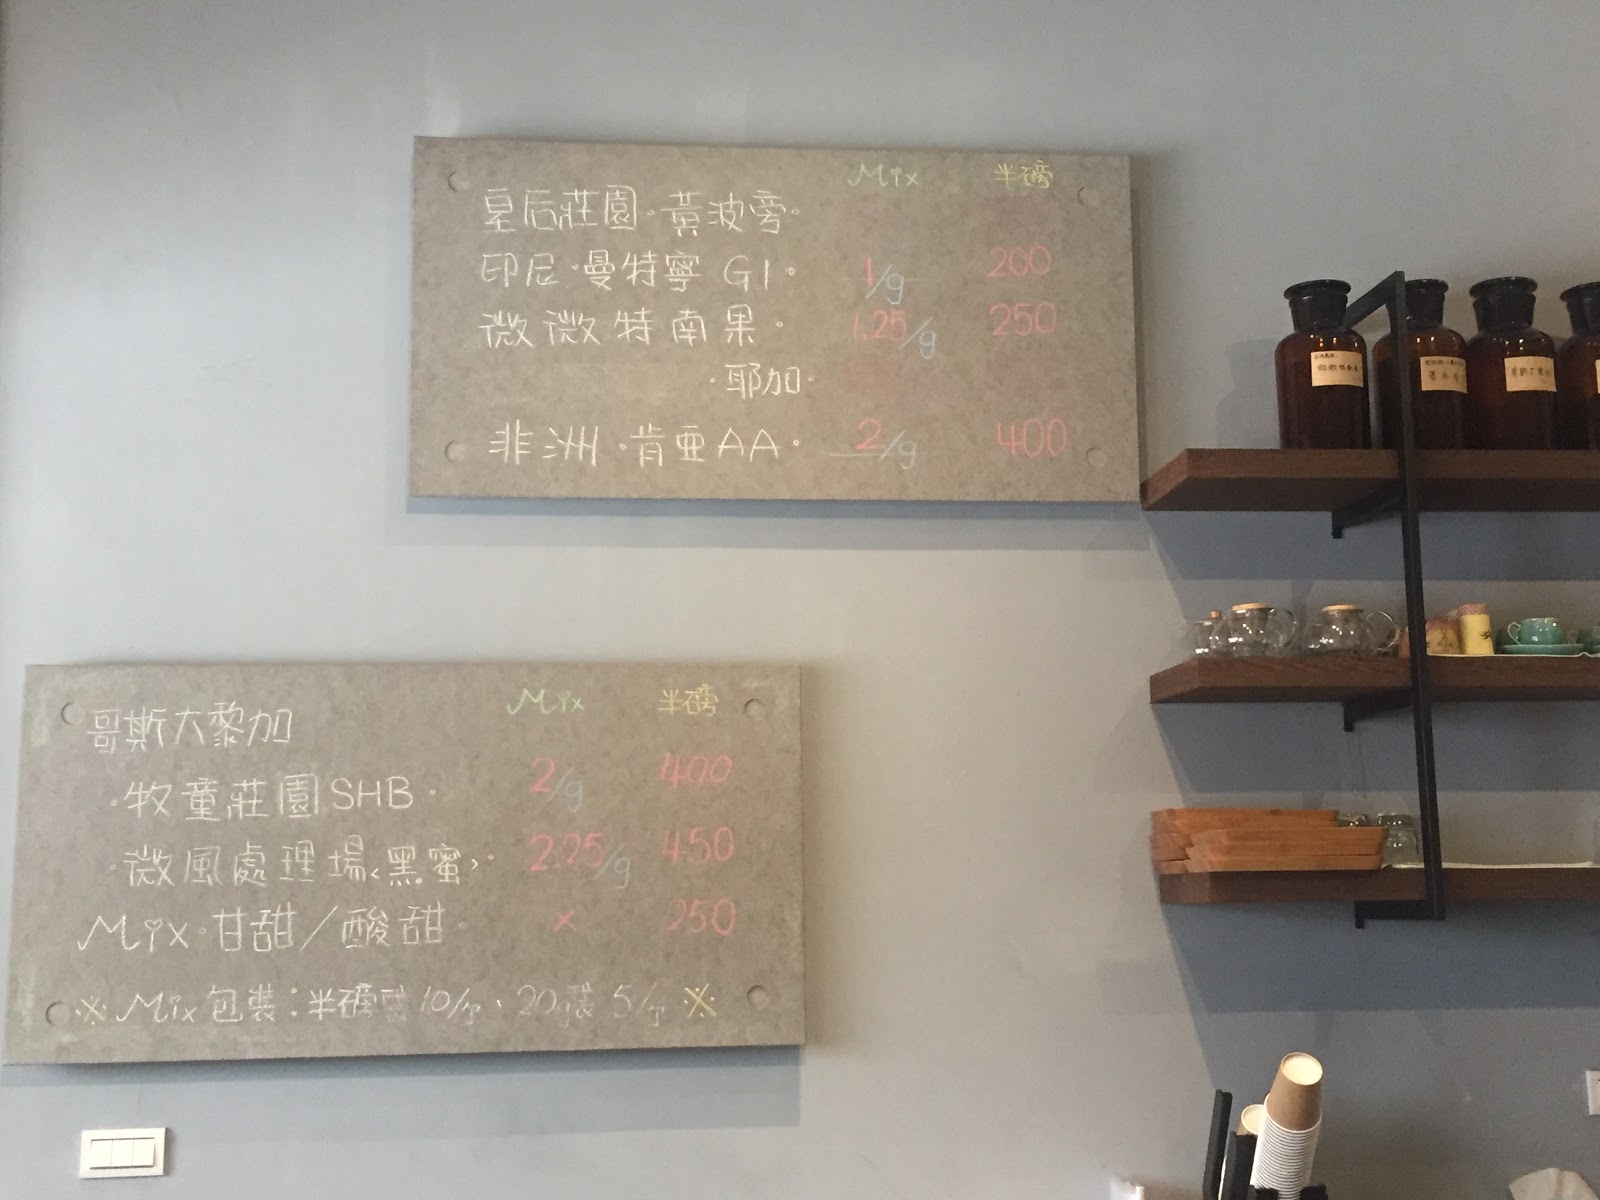 Mix 半磅
皇后莊園·黃波旁·
印尼·曼特寧 G1· 1/g 200
微微特南果· 1.25/g 250
·耶加·
非洲·肯亞AA· 2/g 400
Mix 半磅
哥斯大黎加
·牧童莊園SHB· 2/g 400
·微風處理場<黑蜜>· 2.25/g 450
Mix·甘甜/酸甜· × 250
※ Mix包裝:半磅裝10/分、20g裝 5/分 ※